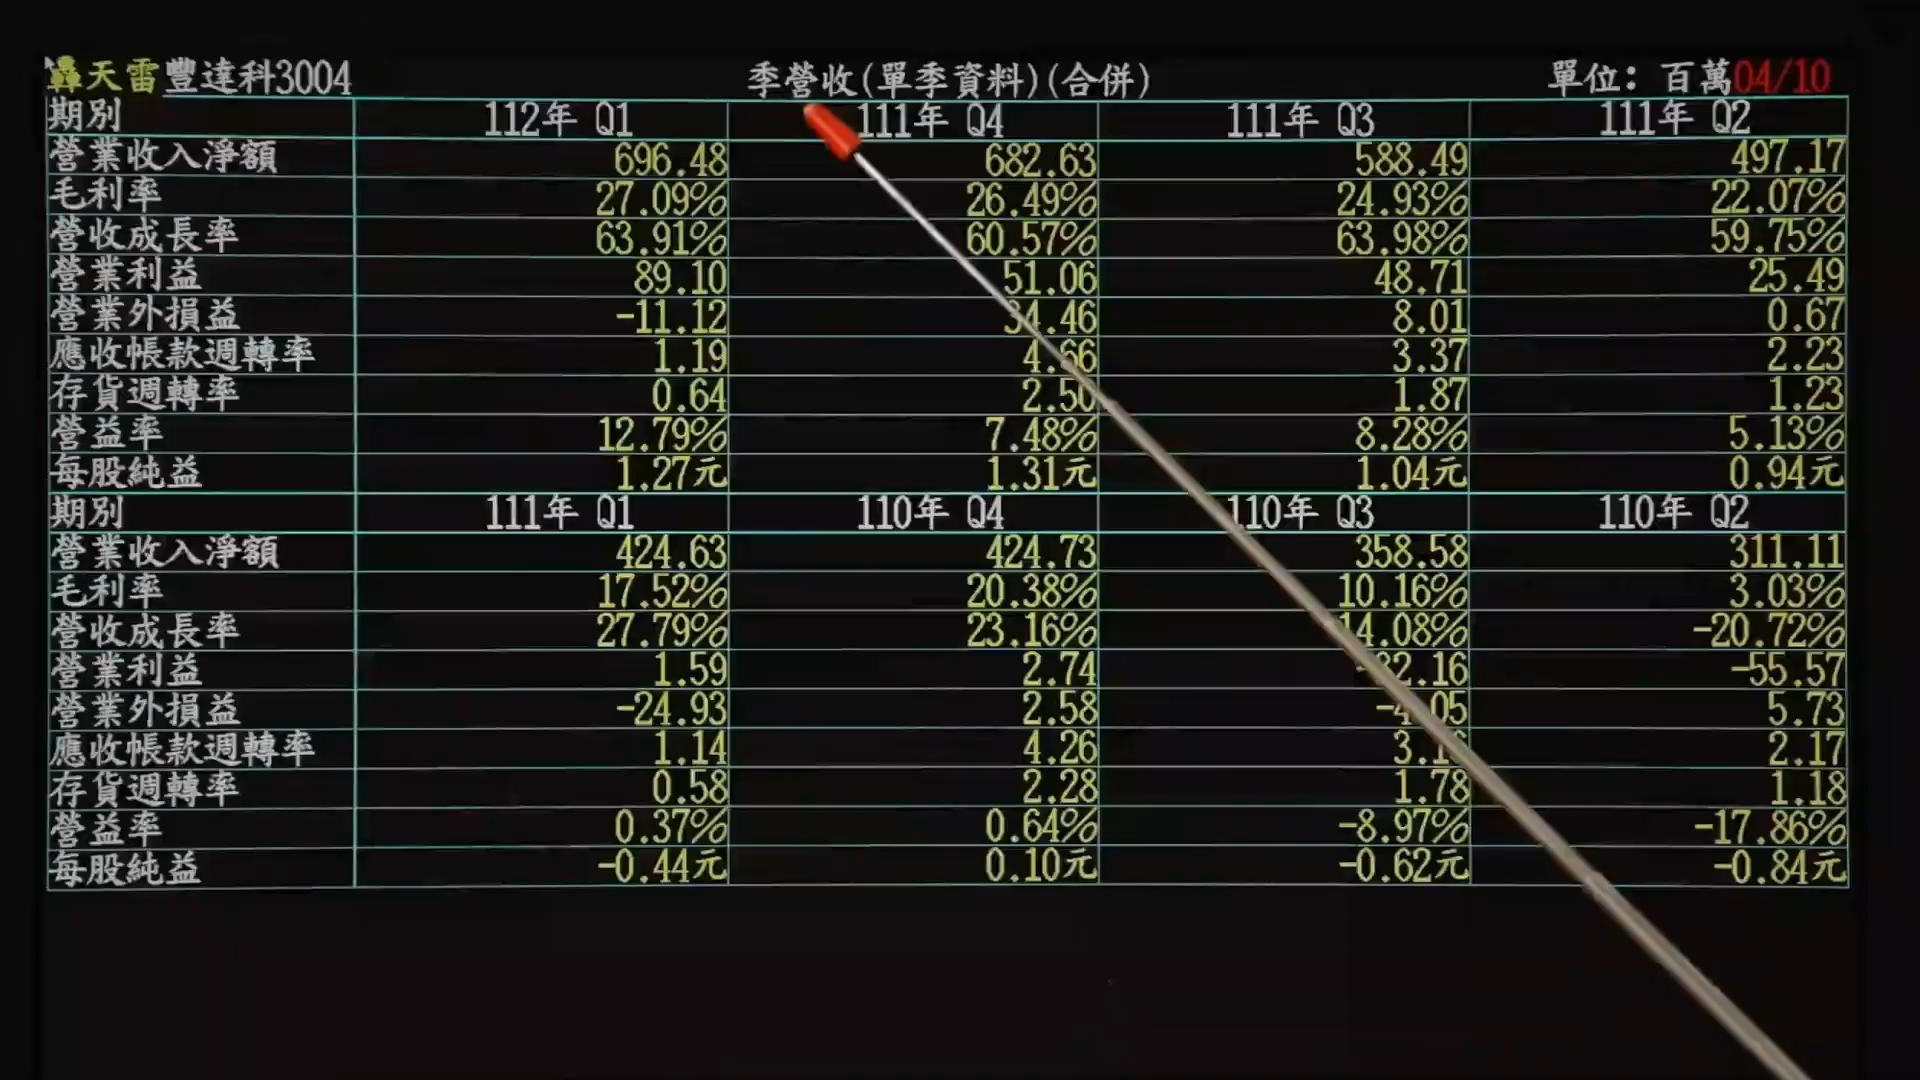 轟天雷豐達科3004 季營收(單季資料)(合併) 單位: 百萬04/10
期別 112年 Q1 111年 Q4 111年 Q3 111年 Q2
營業收入淨額 696.48 682.63 588.49 497.17
毛利率 27.09% 26.49% 24.93% 22.07%
營收成長率 63.91% 60.57% 63.98% 59.75%
營業利益 89.10 51.06 48.71 25.49
營業外損益 -11.12 34.46 8.01 0.67
應收帳款週轉率 1.19 4.66 3.37 2.23
存貨週轉率 0.64 2.50 1.87 1.23
營益率 12.79% 7.48% 8.28% 5.13%
每股純益 1.27元 1.31元 1.04元 0.94元
期別 111年 Q1 110年 Q4 110年 Q3 110年 Q2
營業收入淨額 424.63 424.73 358.58 311.11
毛利率 17.52% 20.38% 10.16% 3.03%
營收成長率 27.79% 23.16% 14.08% -20.72%
營業利益 1.59 2.74 -32.16 -55.57
營業外損益 -24.93 2.58 5.73
應收帳款週轉率 1.14 4.26 2.17
存貨週轉率 0.58 2.28 1.78 1.18
營益率 0.37% 0.64% -8.97% -17.86%
每股純益 -0.44元 0.10元 -0.62元 -0.84元